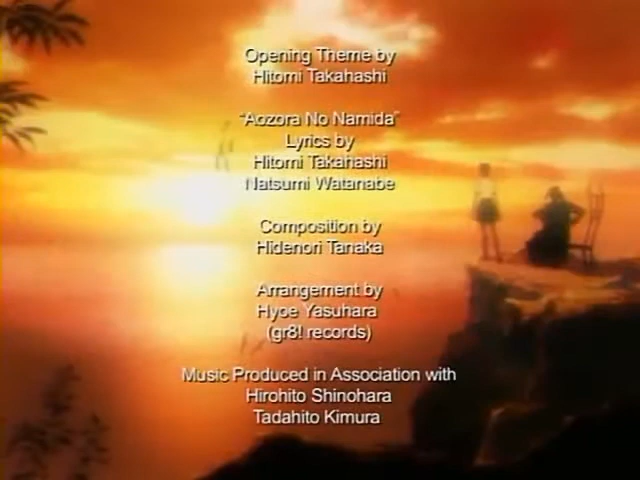 Opening Theme by
Hitomi Takahashi
"Aozora No Namida"
Lyrics by
Hitomi Takahashi
Natsumi Watanabe
Composition by
Hidenori Tanaka
Arrangement by
Hype Yasuhara
(gr8! records)
Music Produced in Association with
Hirohito Shinohara
Tadahito Kimura